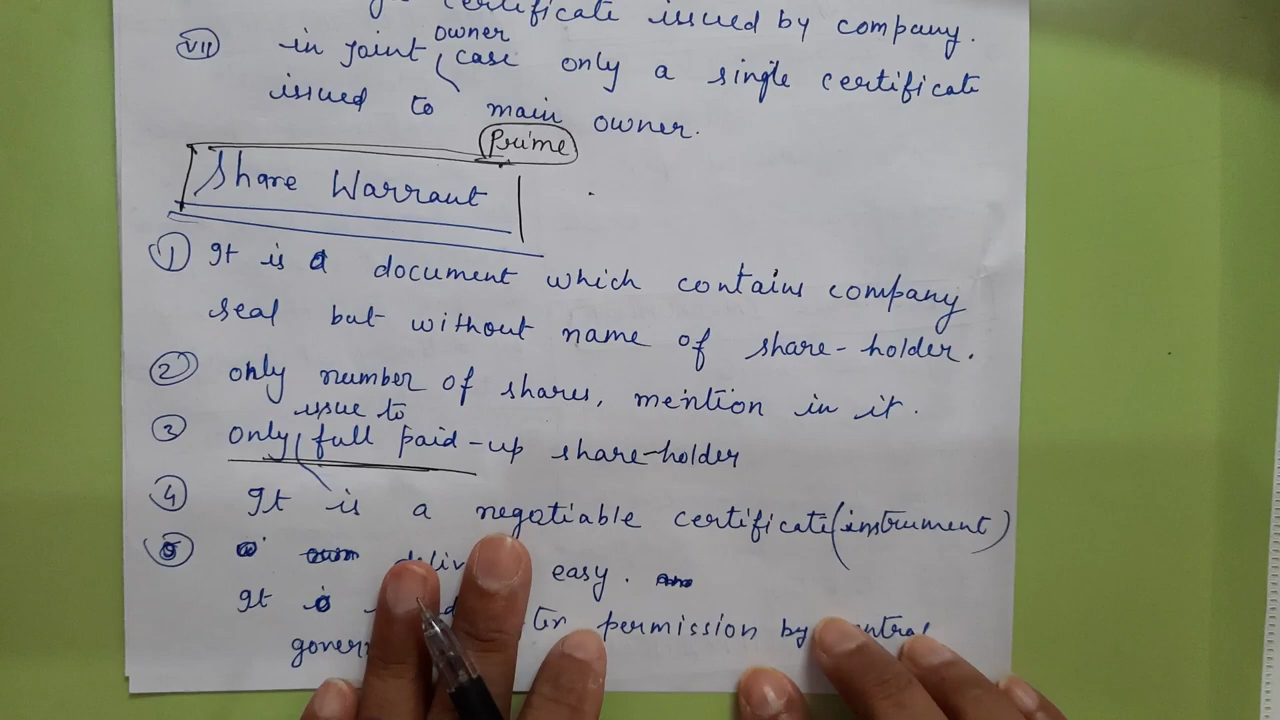 certificate issued by company.
VII in joint owner case only a single certificate
issued to main owner.
Prime
Share Warrant
1 It is a document which contains company
seal but without name of share-holder.
2 only number of shares, mention in it.
3 only issue to full paid-up share-holder
4 It is a negotiable certificate (instrument)
5 easy.
It permission by